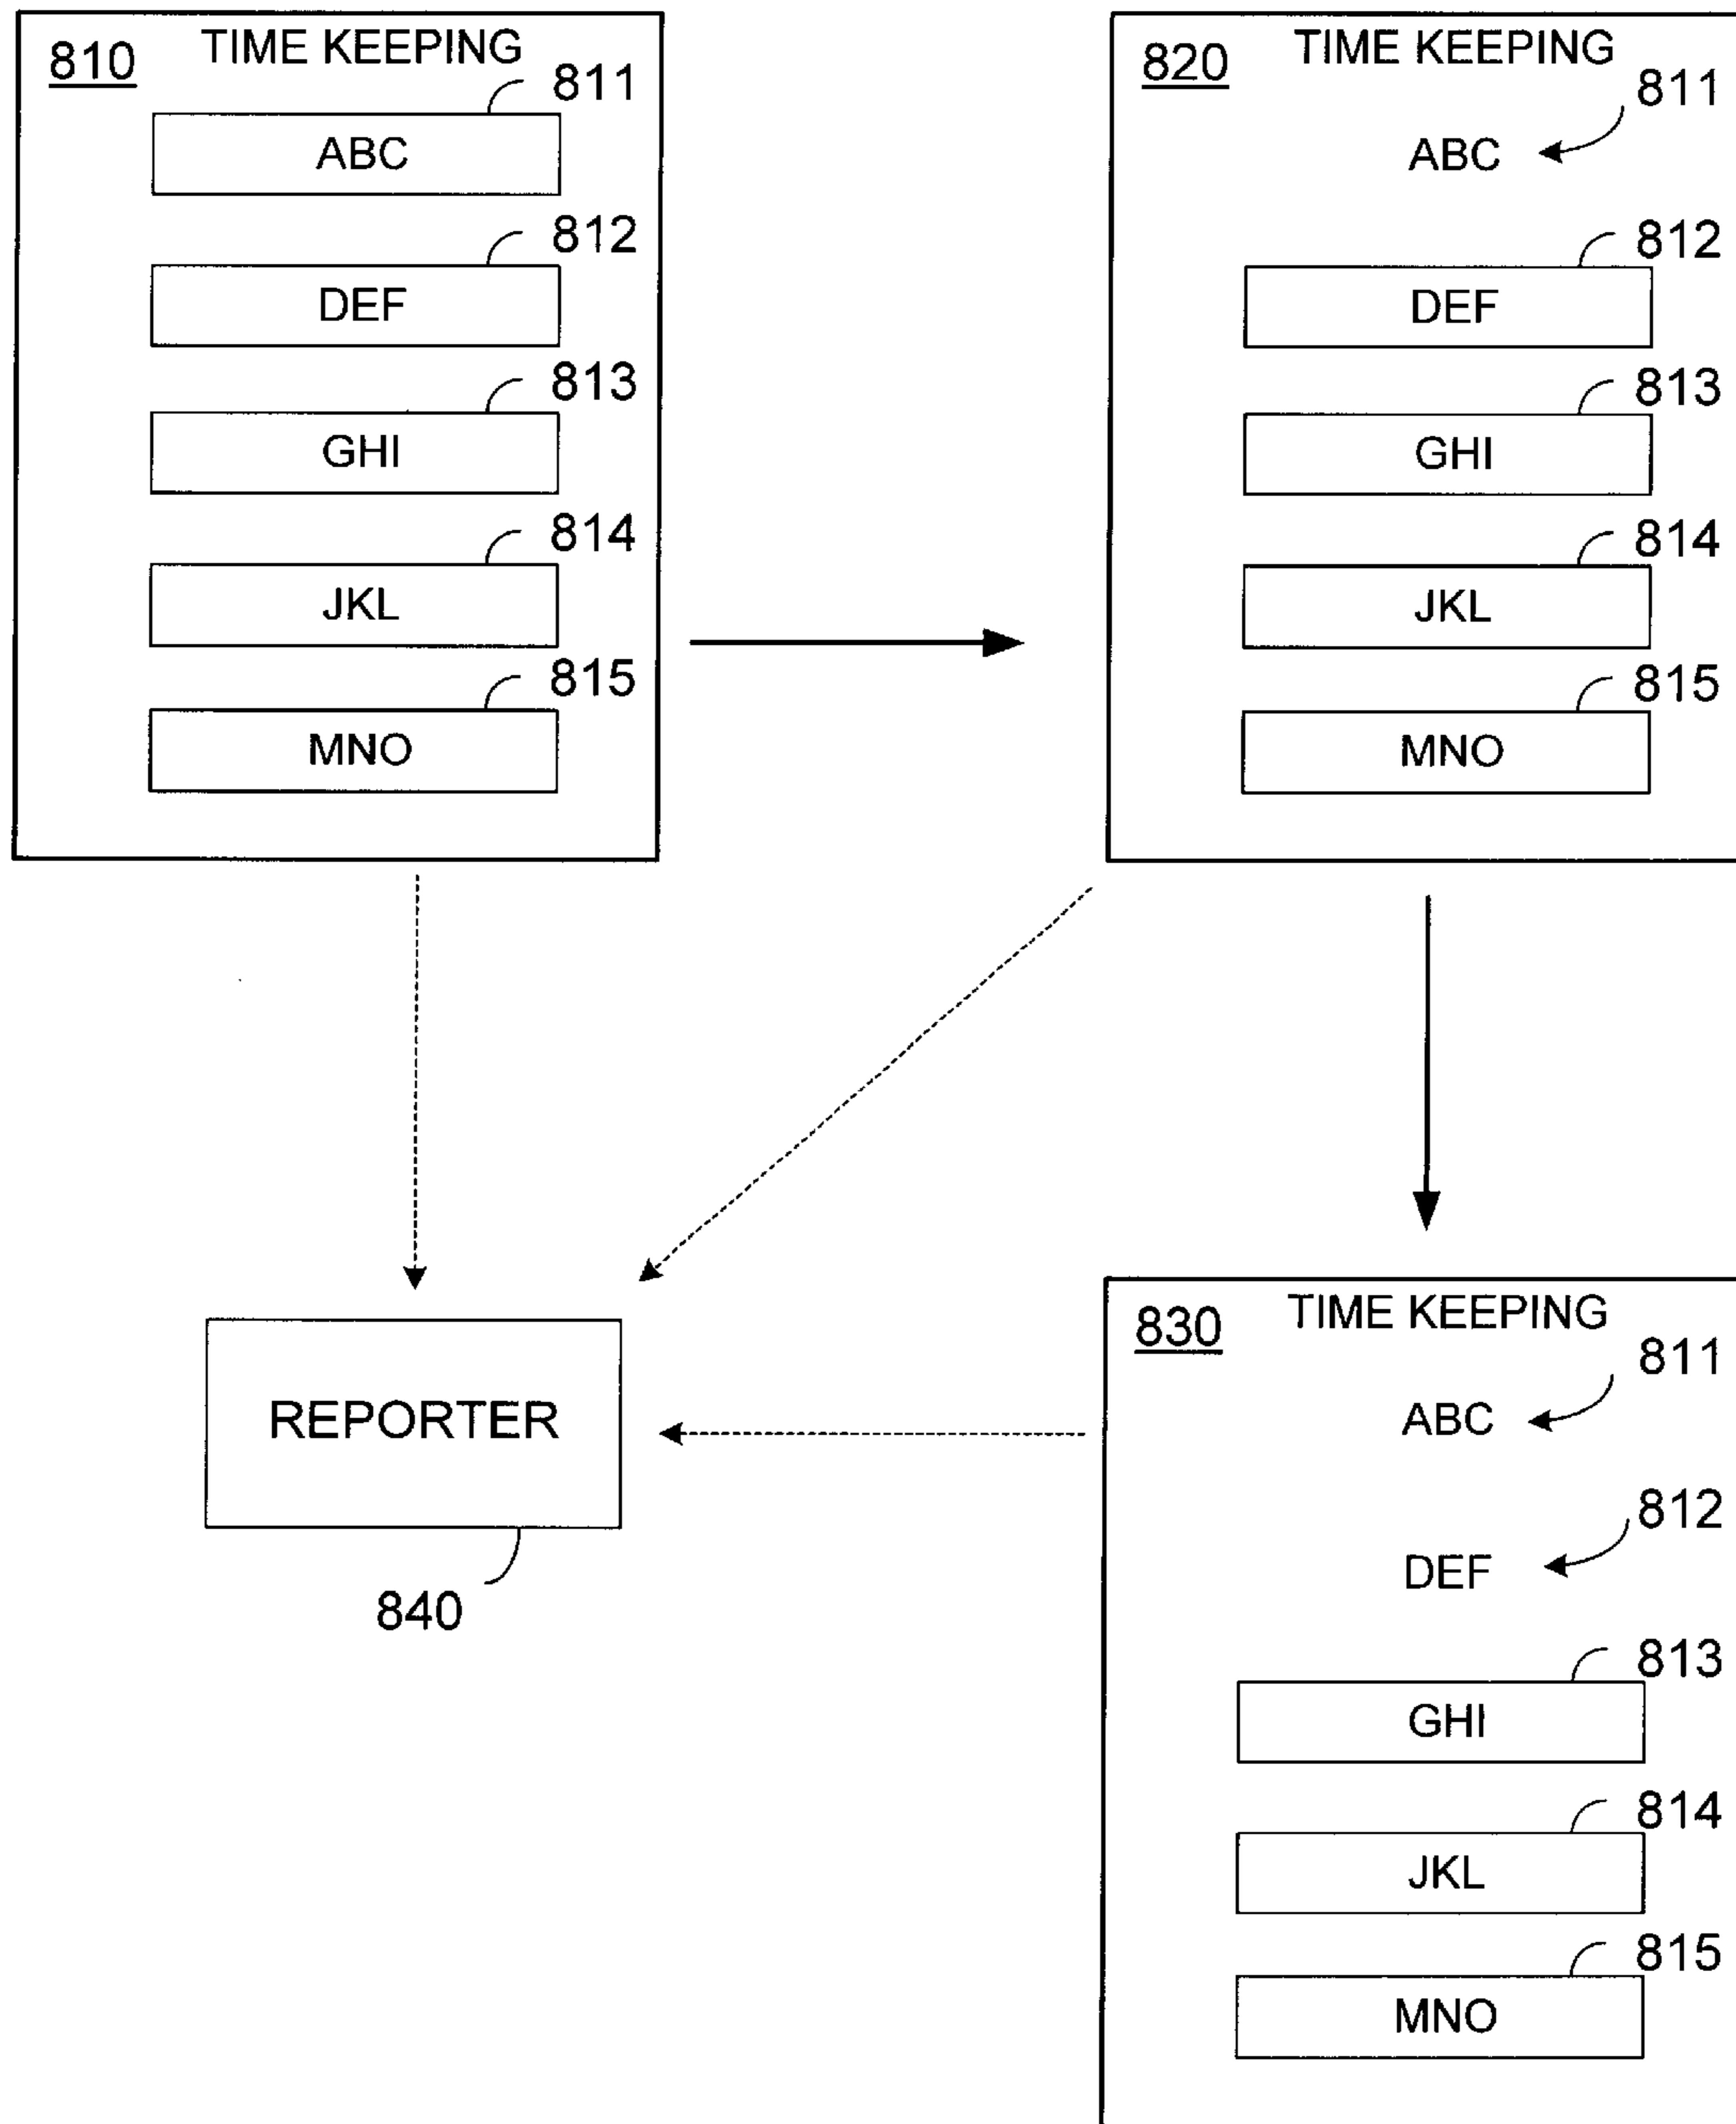 810
TIME KEEPING
811
ABC
812
DEF
813
GHI
814
JKL
815
MNO
820
TIME KEEPING
811
ABC
812
DEF
813
GHI
814
JKL
815
MNO
REPORTER
840
830
TIME KEEPING
811
ABC
812
DEF
813
GHI
814
JKL
815
MNO